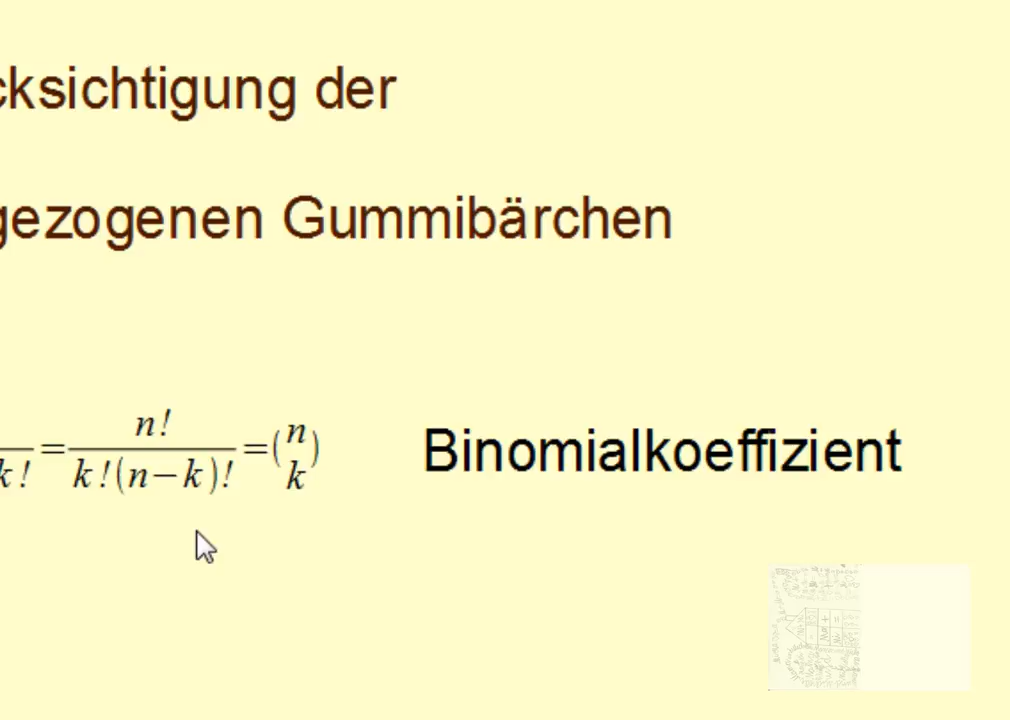 cksichtigung der
gezogenen Gummibärchen
k! = n! / k!(n−k)! = (n k) Binomialkoeffizient